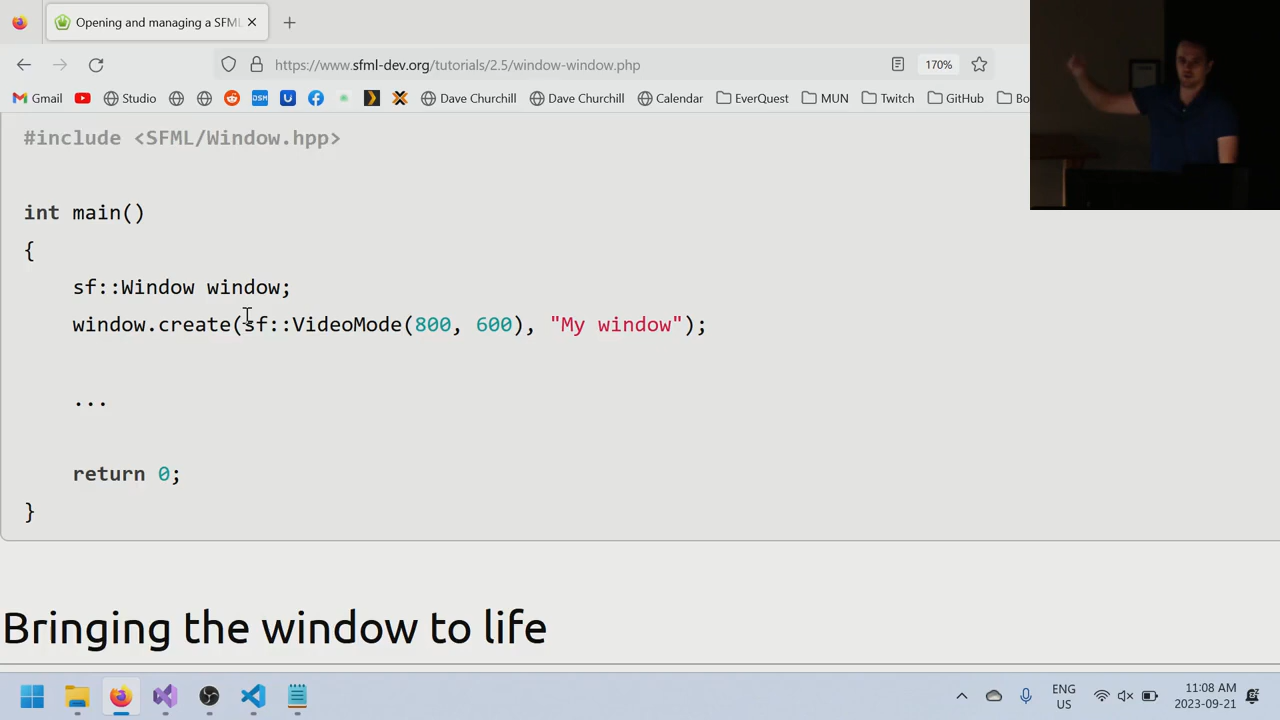 Opening and managing a SFML
https://www.sfml-dev.org/tutorials/2.5/window-window.php
170%
Gmail
Studio
Dave Churchill
Dave Churchill
Calendar
EverQuest
MUN
Twitch
GitHub
Bo
#include <SFML/Window.hpp>
int main()
{
sf::Window window;
window.create(sf::VideoMode(800, 600), "My window");
...
return 0;
}
Bringing the window to life
ENG
US
11:08 AM
2023-09-21